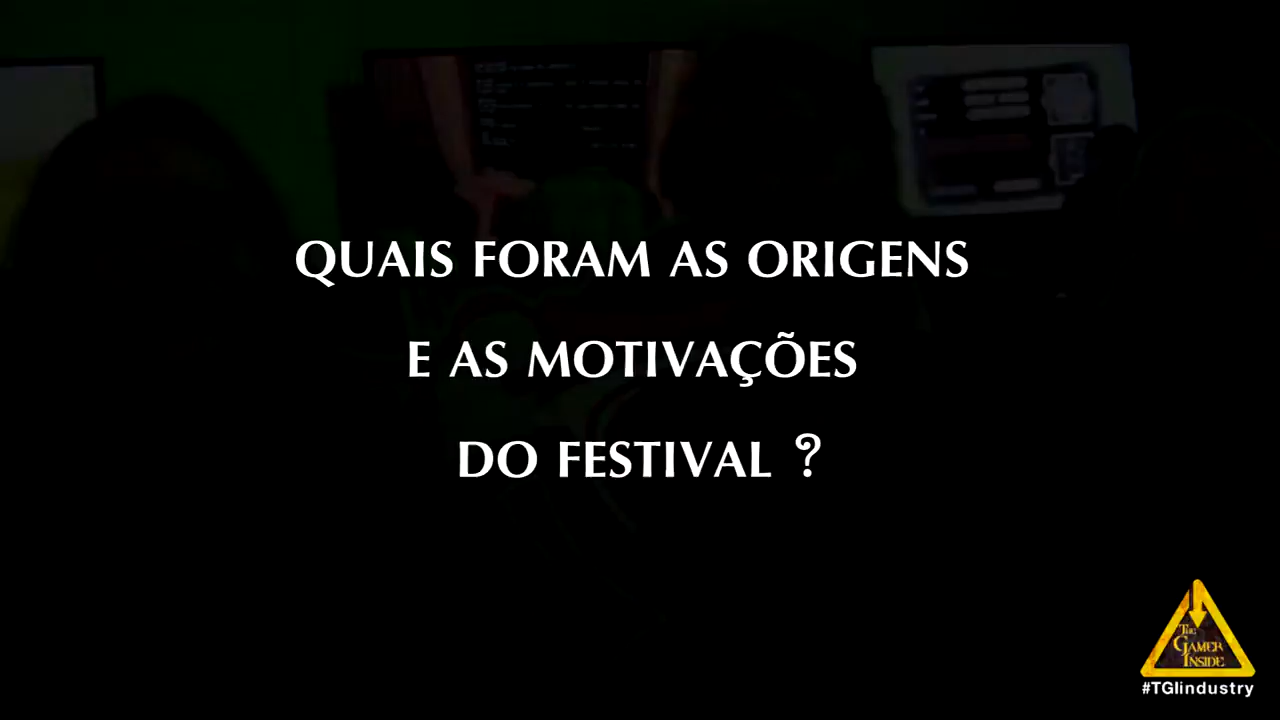 QUAIS FORAM AS ORIGENS
E AS MOTIVAÇÕES
DO FESTIVAL ?
THE
GAMER
INSIDE
#TGIindustry